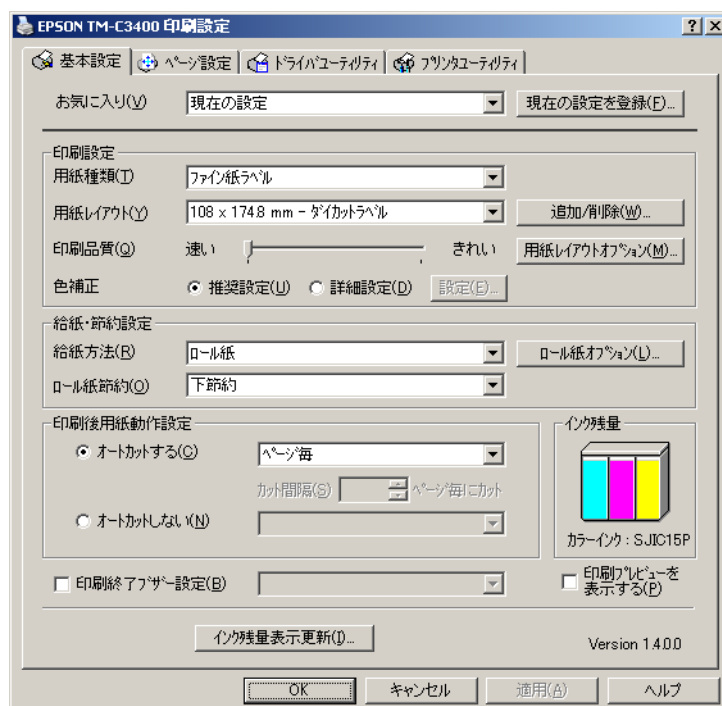 EPSON TM-C3400 印刷設定
基本設定 ページ設定 ドライバユーティリティ プリンタユーティリティ
お気に入り(V) 現在の設定 現在の設定を登録(F)...
印刷設定
用紙種類(T) ファイン紙ラベル
用紙レイアウト(Y) 108 x 174.8 mm - ダイカットラベル 追加/削除(W)...
印刷品質(Q) 速い きれい 用紙レイアウトオプション(M)...
色補正 推奨設定(U) 詳細設定(D) 設定(E)...
給紙・節約設定
給紙方法(R) ロール紙 ロール紙オプション(L)...
ロール紙節約(O) 下節約
印刷後用紙動作設定 インク残量
オートカットする(C) ページ毎
カット間隔(S) ページ毎にカット
オートカットしない(N)
カラーインク : SJIC15P
印刷終了ブザー設定(B) 印刷プレビューを
表示する(P)
インク残量表示更新(I)... Version 1.4.0.0
OK キャンセル 適用(A) ヘルプ